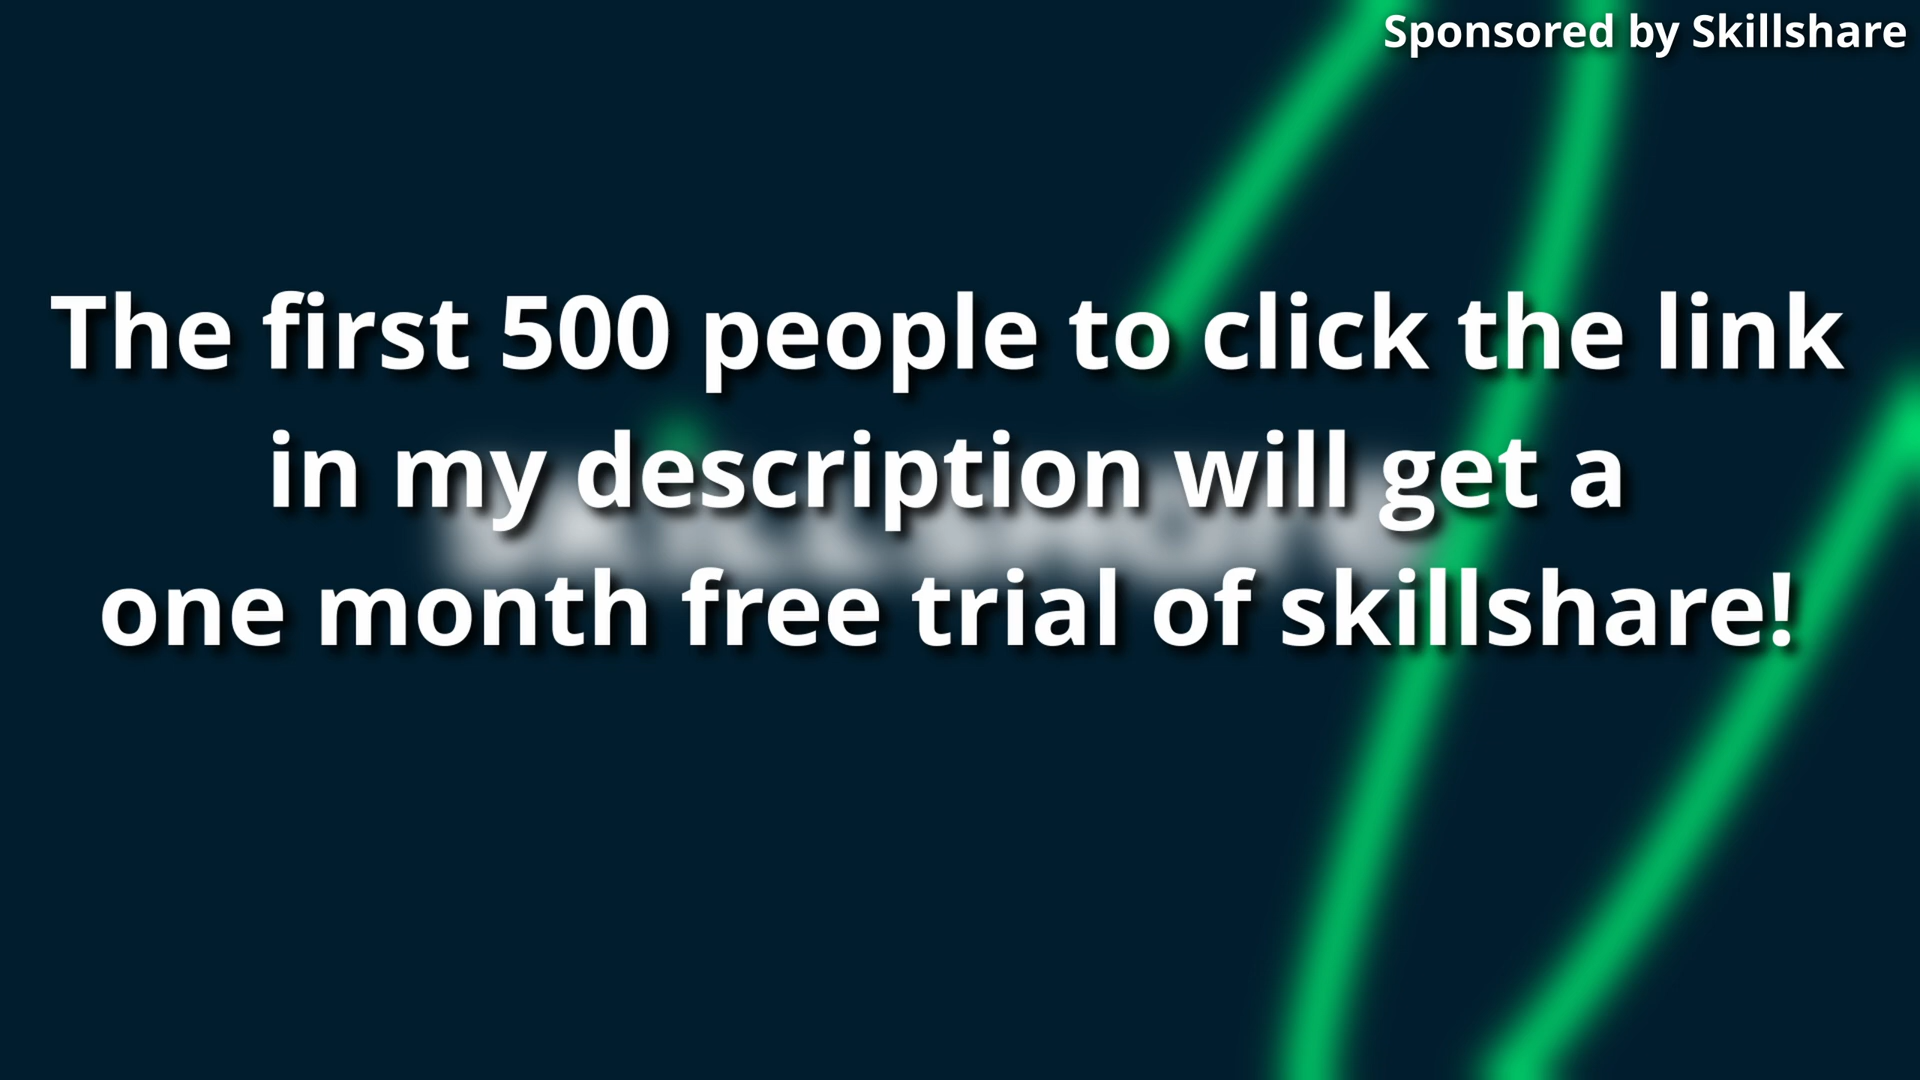 Sponsored by Skillshare
The first 500 people to click the link
in my description will get a
one month free trial of skillshare!